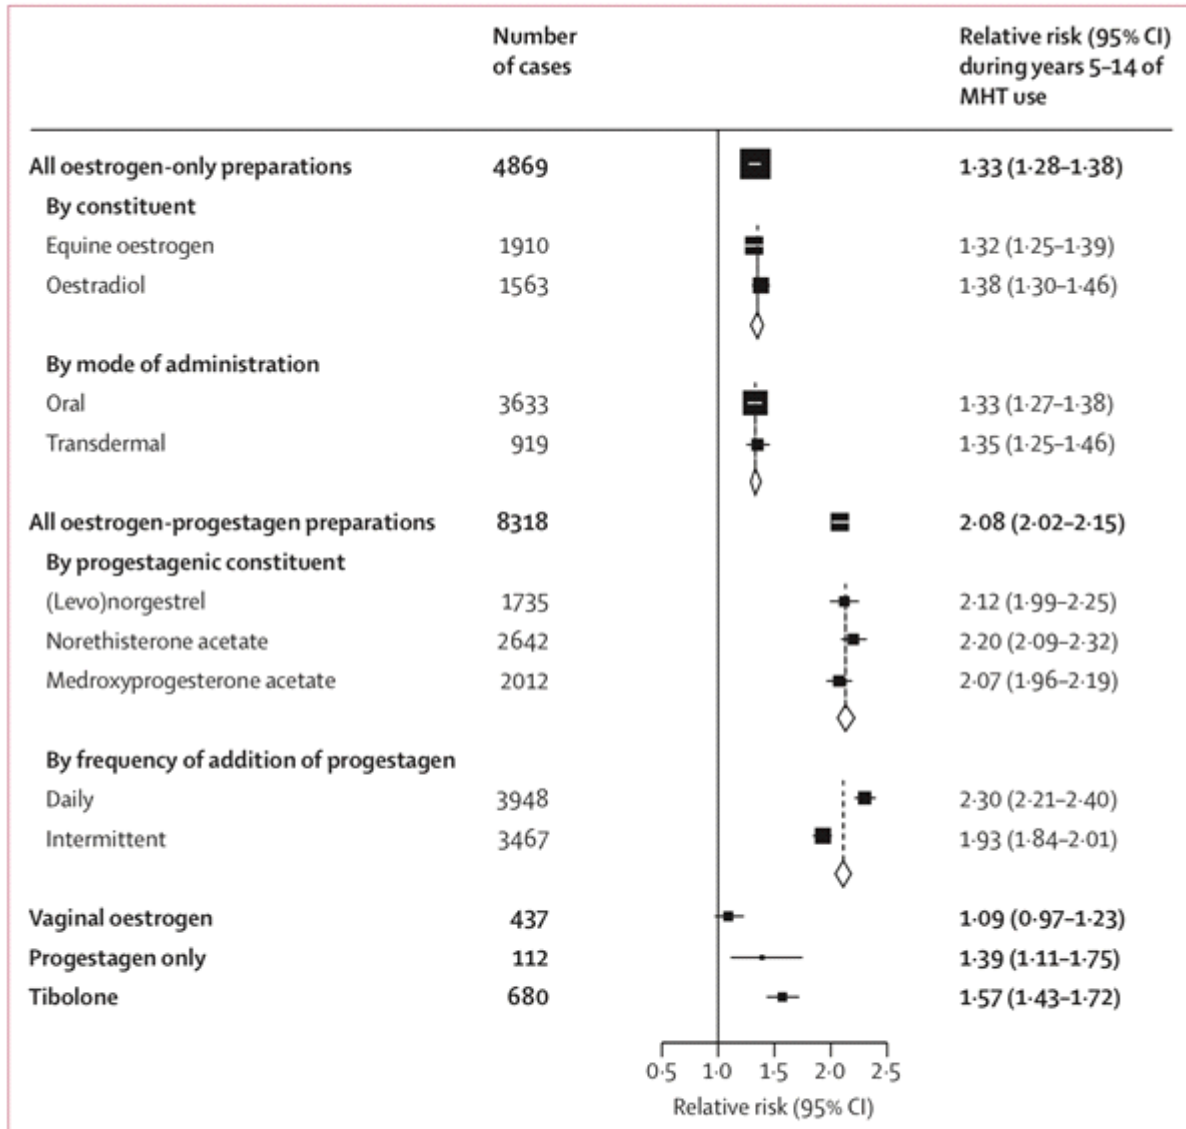 Number of cases Relative risk (95% CI) during years 5–14 of MHT use
All oestrogen-only preparations 4869 1·33 (1·28–1·38)
By constituent
Equine oestrogen 1910 1·32 (1·25–1·39)
Oestradiol 1563 1·38 (1·30–1·46)
By mode of administration
Oral 3633 1·33 (1·27–1·38)
Transdermal 919 1·35 (1·25–1·46)
All oestrogen-progestagen preparations 8318 2·08 (2·02–2·15)
By progestagenic constituent
(Levo)norgestrel 1735 2·12 (1·99–2·25)
Norethisterone acetate 2642 2·20 (2·09–2·32)
Medroxyprogesterone acetate 2012 2·07 (1·96–2·19)
By frequency of addition of progestagen
Daily 3948 2·30 (2·21–2·40)
Intermittent 3467 1·93 (1·84–2·01)
Vaginal oestrogen 437 1·09 (0·97–1·23)
Progestagen only 112 1·39 (1·11–1·75)
Tibolone 680 1·57 (1·43–1·72)
0·5 1·0 1·5 2·0 2·5
Relative risk (95% CI)